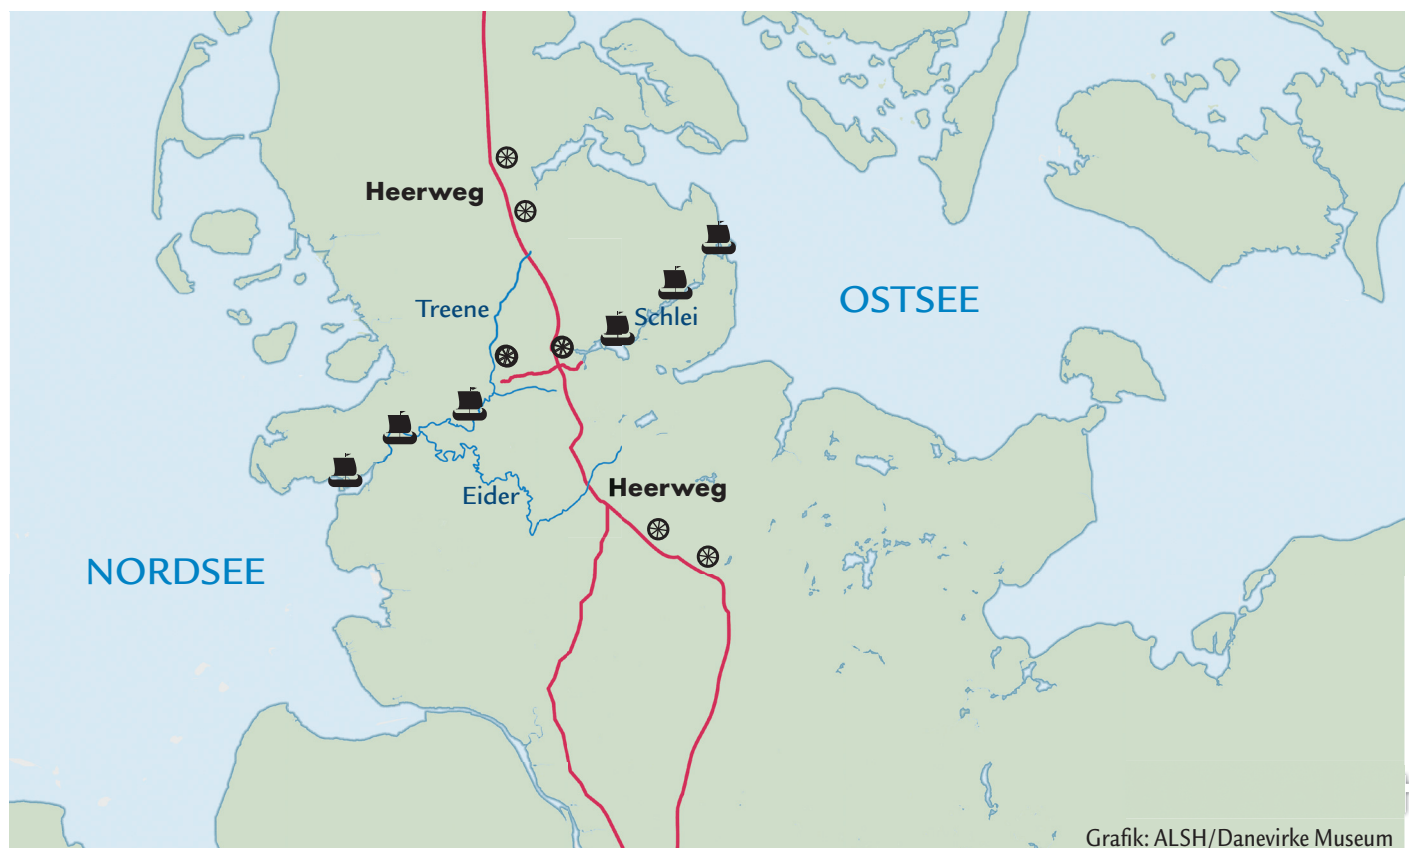 Heerweg
Treene
Schlei
OSTSEE
Eider
Heerweg
NORDSEE
Grafik: ALSH/Danevirke Museum